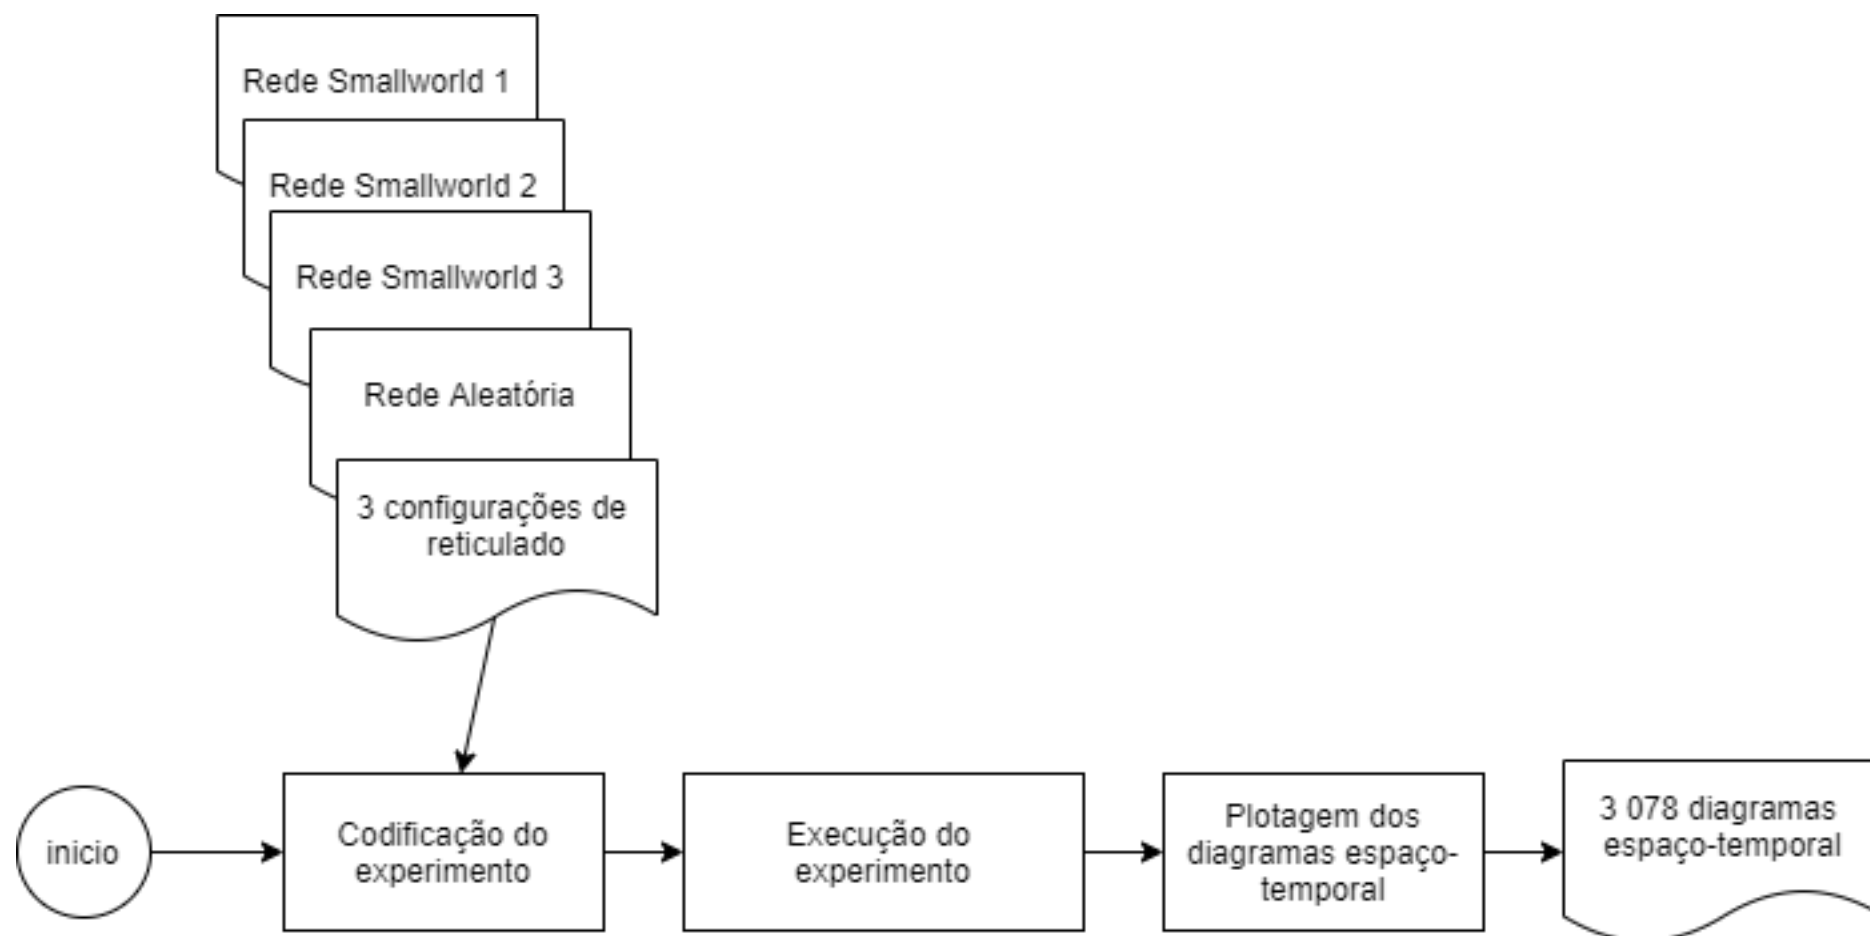 Rede Smallworld 1
Rede Smallworld 2
Rede Smallworld 3
Rede Aleatória
3 configurações de
reticulado
inicio
Codificação do
experimento
Execução do
experimento
Plotagem dos
diagramas espaço-
temporal
3 078 diagramas
espaço-temporal